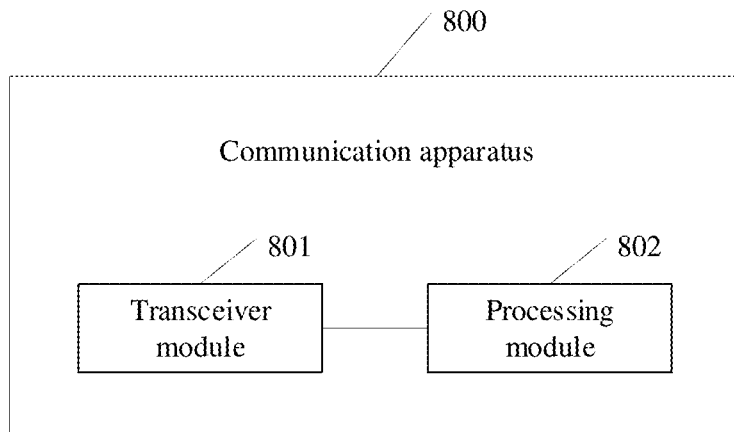 800
Communication apparatus
801
802
Transceiver
module
Processing
module